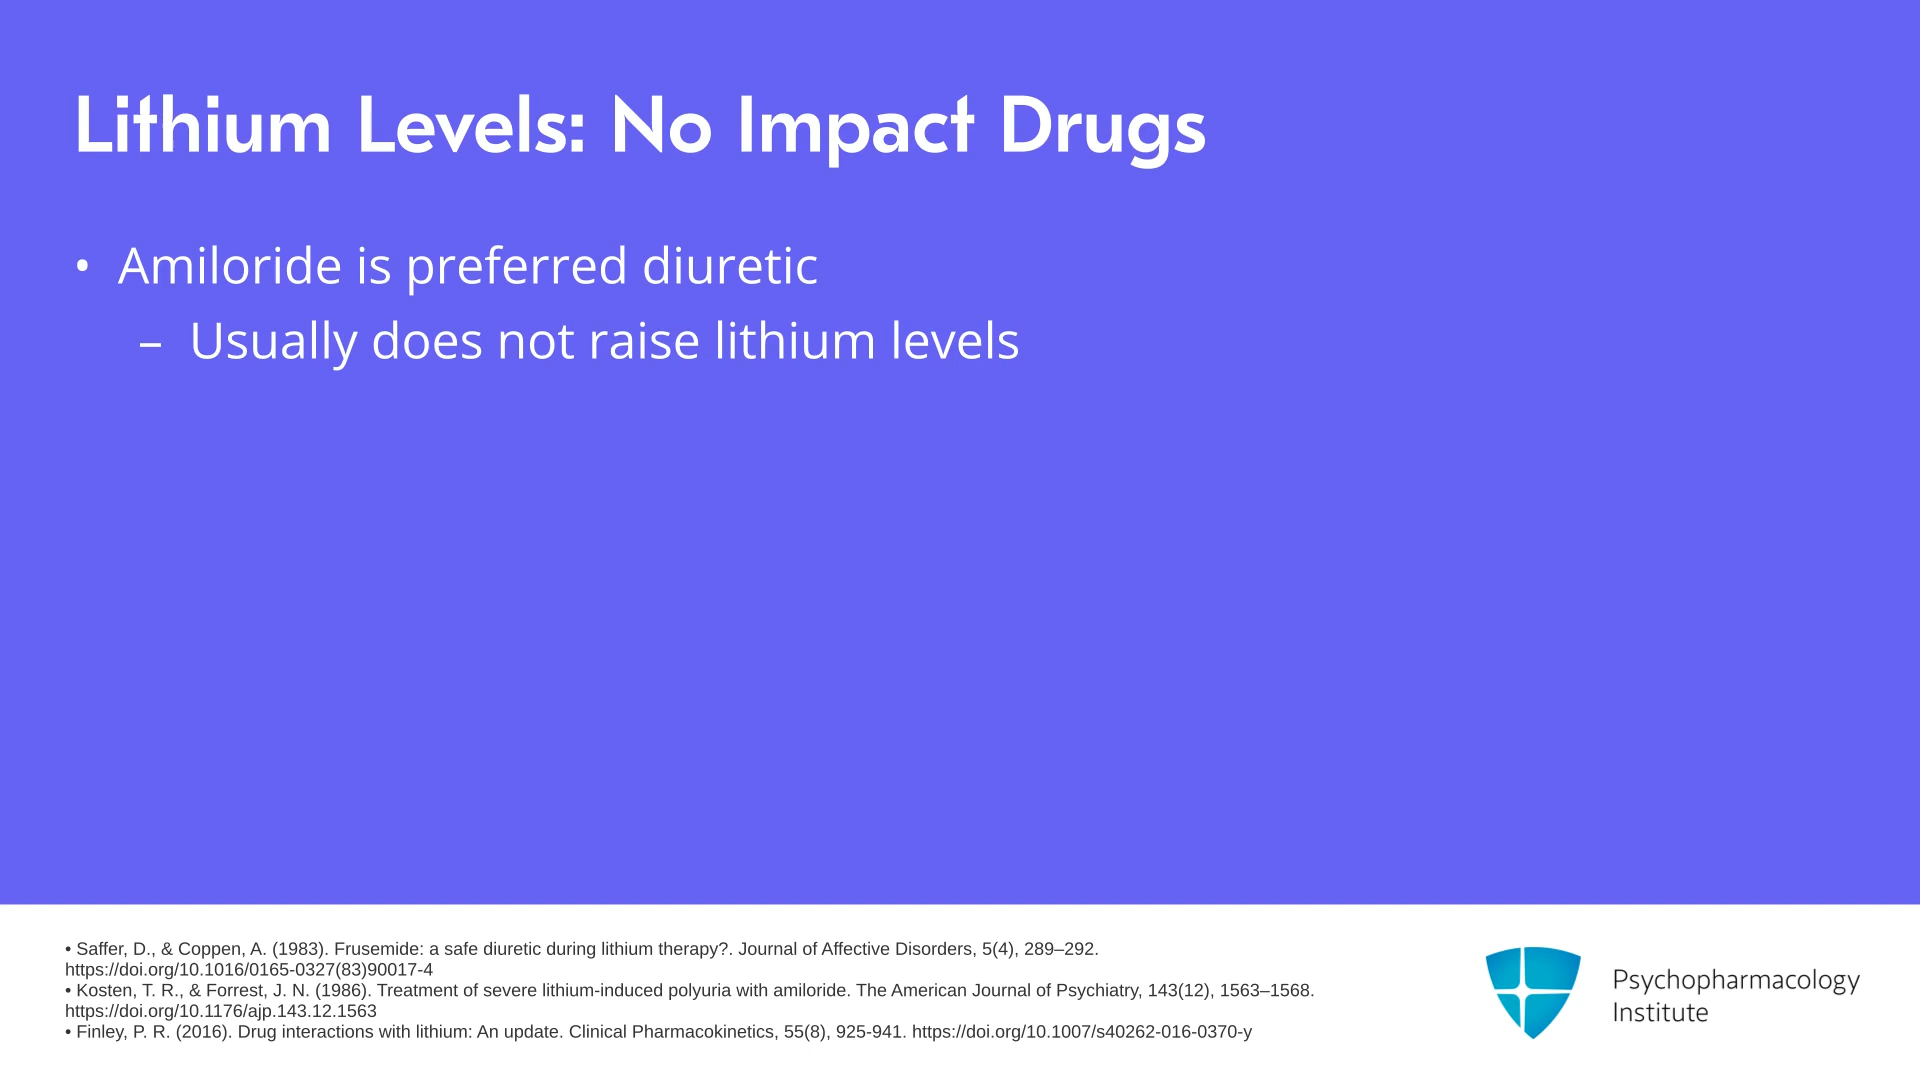 Lithium Levels: No Impact Drugs
• Amiloride is preferred diuretic
– Usually does not raise lithium levels
• Saffer, D., & Coppen, A. (1983). Frusemide: a safe diuretic during lithium therapy?. Journal of Affective Disorders, 5(4), 289–292.
https://doi.org/10.1016/0165-0327(83)90017-4
• Kosten, T. R., & Forrest, J. N. (1986). Treatment of severe lithium-induced polyuria with amiloride. The American Journal of Psychiatry, 143(12), 1563–1568.
https://doi.org/10.1176/ajp.143.12.1563
• Finley, P. R. (2016). Drug interactions with lithium: An update. Clinical Pharmacokinetics, 55(8), 925-941. https://doi.org/10.1007/s40262-016-0370-y
Psychopharmacology
Institute